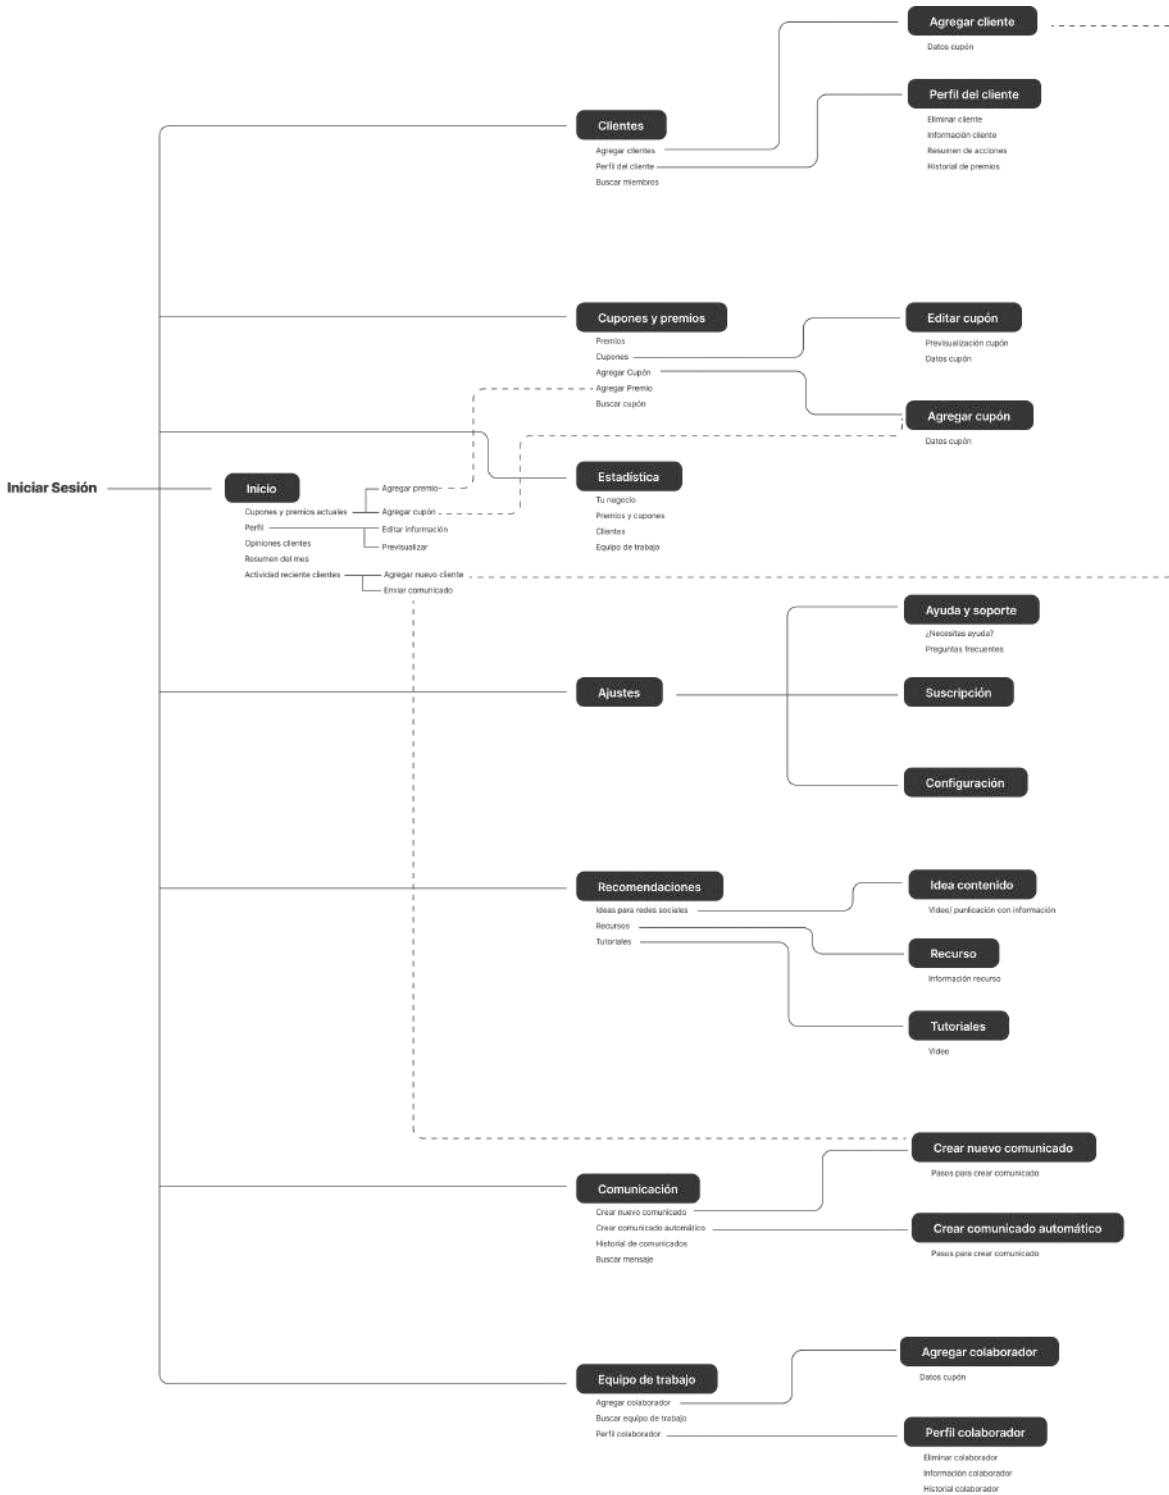 Agregar cliente
Datos cupón
Perfil del cliente
Eliminar cliente
Información cliente
Resumen de acciones
Historial de premios
Clientes
Agregar clientes
Perfil del cliente
Buscar miembros
Cupones y premios
Premios
Cupones
Agregar Cupón
Agregar Premio
Buscar cupón
Editar cupón
Previsualización cupón
Datos cupón
Agregar cupón
Datos cupón
Estadística
Tu negocio
Premios y cupones
Clientes
Equipo de trabajo
Iniciar Sesión
Inicio
Cupones y premios actuales
Perfil
Opiniones clientes
Resumen del mes
Actividad reciente clientes
Agregar premio
Agregar cupón
Editar información
Previsualizar
Agregar nuevo cliente
Enviar comunicado
Ajustes
Ayuda y soporte
¿Necesitas ayuda?
Preguntas frecuentes
Suscripción
Configuración
Recomendaciones
Ideas para redes sociales
Recursos
Tutoriales
Idea contenido
Video/ punlicación con información
Recurso
Información recurso
Tutoriales
Video
Comunicación
Crear nuevo comunicado
Crear comunicado automático
Historial de comunicados
Buscar mensaje
Crear nuevo comunicado
Pasos para crear comunicado
Crear comunicado automático
Pasos para crear comunicado
Equipo de trabajo
Agregar colaborador
Buscar equipo de trabajo
Perfil colaborador
Agregar colaborador
Datos cupón
Perfil colaborador
Eliminar colaborador
Información colaborador
Historial colaborador